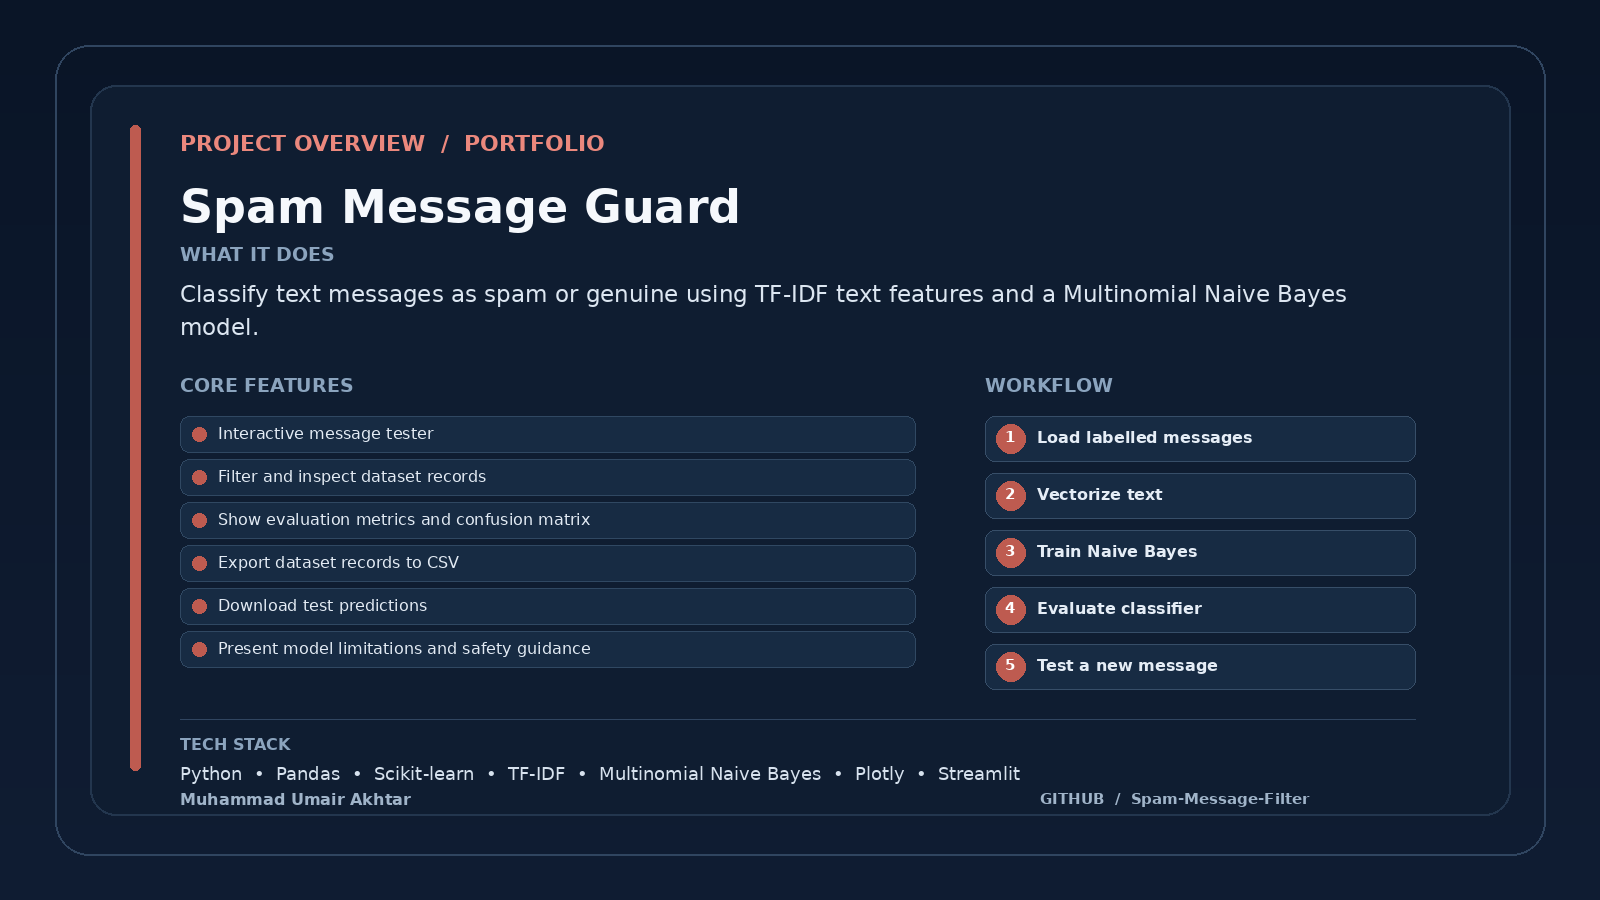 PROJECT OVERVIEW / PORTFOLIO
Spam Message Guard
WHAT IT DOES
Classify text messages as spam or genuine using TF-IDF text features and a Multinomial Naive Bayes
model.
CORE FEATURES
Interactive message tester
Filter and inspect dataset records
Show evaluation metrics and confusion matrix
Export dataset records to CSV
Download test predictions
Present model limitations and safety guidance
WORKFLOW
1 Load labelled messages
2 Vectorize text
3 Train Naive Bayes
4 Evaluate classifier
5 Test a new message
TECH STACK
Python • Pandas • Scikit-learn • TF-IDF • Multinomial Naive Bayes • Plotly • Streamlit
Muhammad Umair Akhtar
GITHUB / Spam-Message-Filter